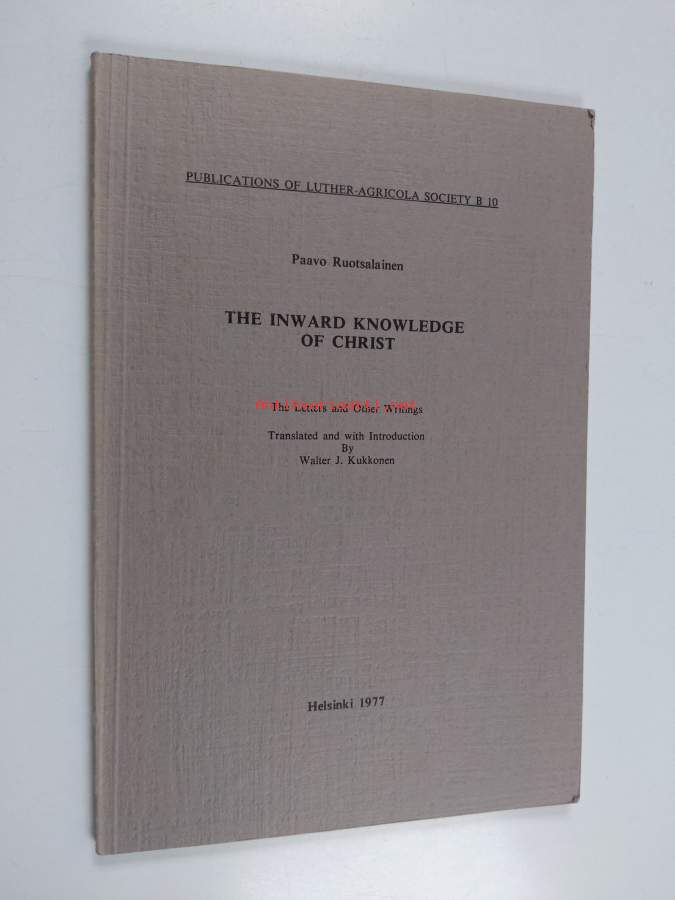 PUBLICATIONS OF LUTHER-AGRICOLA SOCIETY B 10
Paavo Ruotsalainen
THE INWARD KNOWLEDGE
OF CHRIST
The Letters and Other Writings
Translated and with Introduction
By
Walter J. Kukkonen
Helsinki 1977